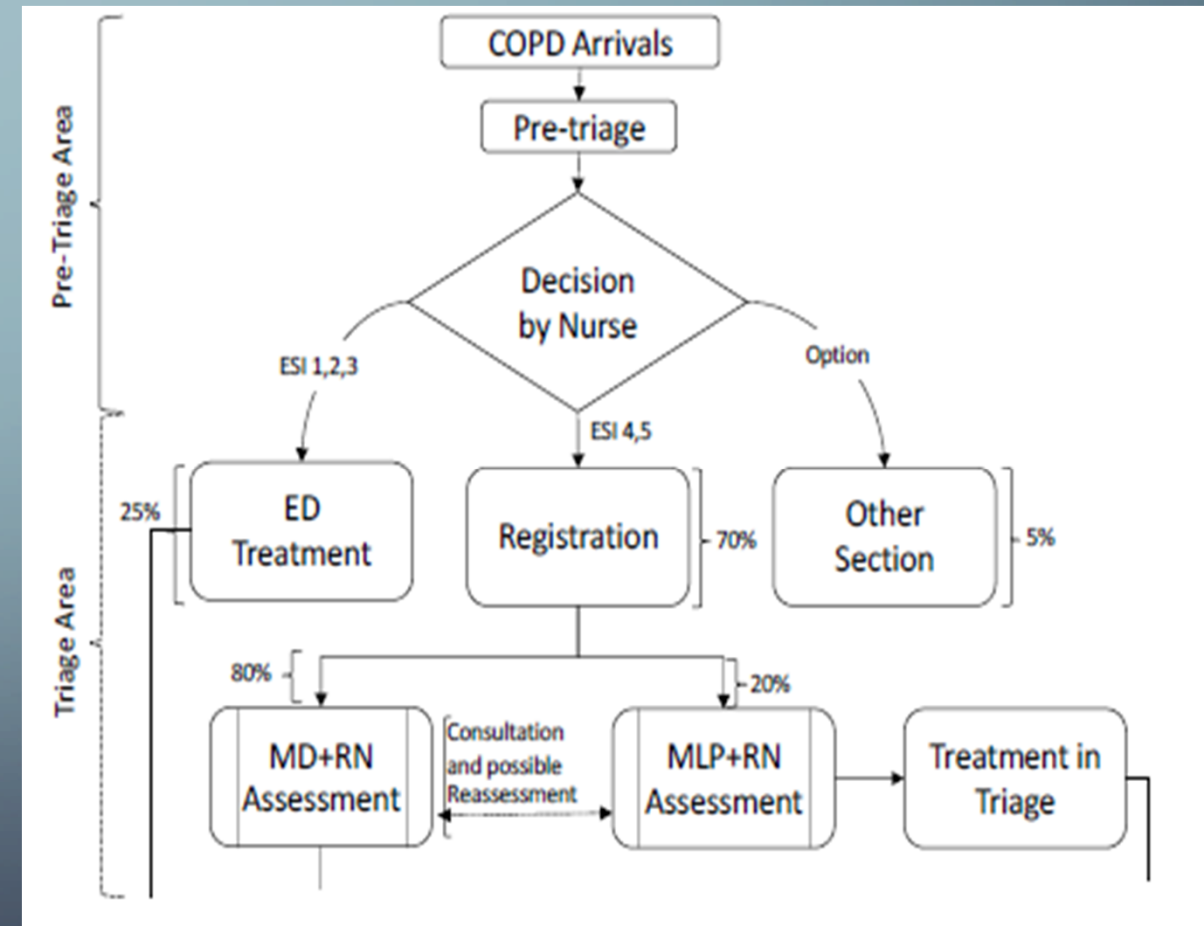 COPD Arrivals
Pre-triage
Pre-Triage Area
Decision
by Nurse
ESI 1,2,3
Option
ESI 4,5
25%
ED
Treatment
Registration
70%
Other
Section
5%
Triage Area
80%
20%
MD+RN
Assessment
Consultation
and possible
Reassessment
MLP+RN
Assessment
Treatment in
Triage